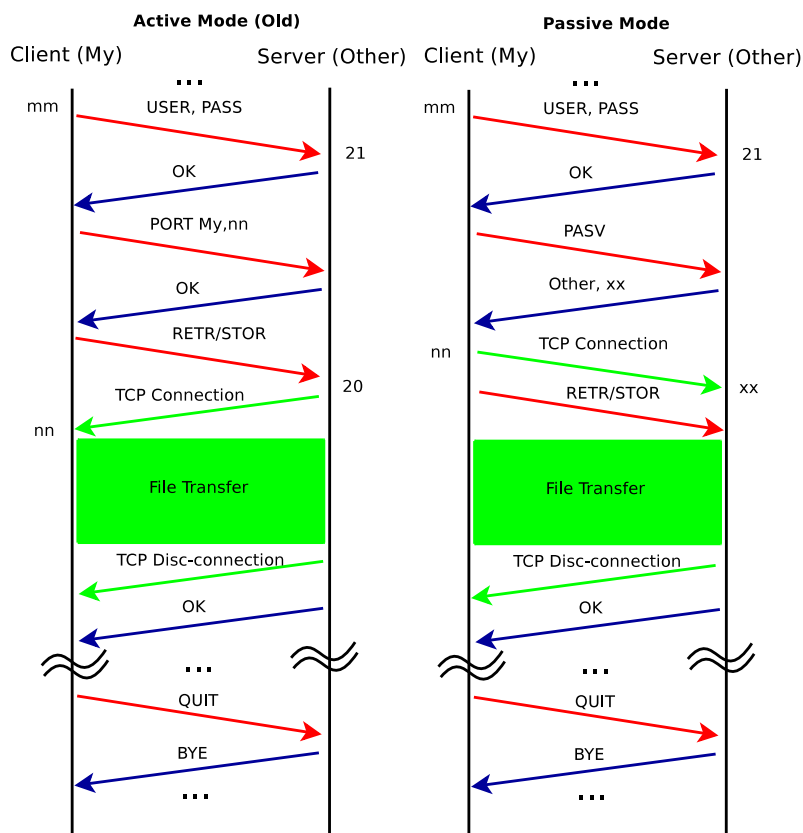 Active Mode (Old)
Client (My)
Server (Other)
...
mm
USER, PASS
21
OK
PORT My,nn
OK
RETR/STOR
20
TCP Connection
nn
File Transfer
TCP Disc-connection
OK
...
QUIT
BYE
...
Passive Mode
Client (My)
Server (Other)
...
mm
USER, PASS
21
OK
PASV
Other, xx
TCP Connection
nn
xx
RETR/STOR
File Transfer
TCP Disc-connection
OK
...
QUIT
BYE
...